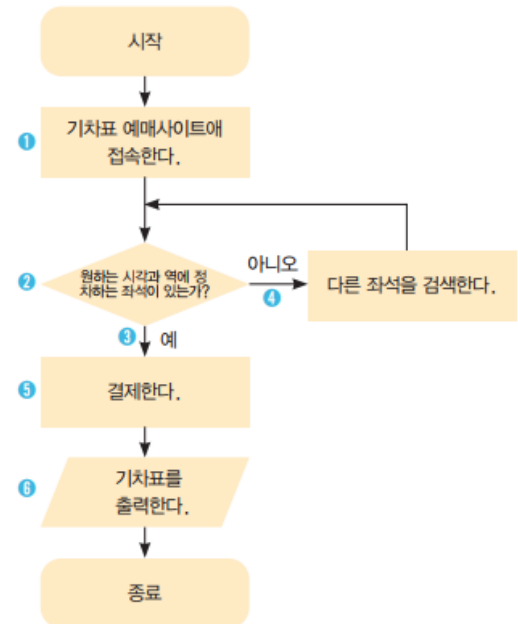 시작
❶
기차표 예매사이트애
접속한다.
❷
원하는 시각과 역에 정
차하는 좌석이 있는가?
아니오
❹
다른 좌석을 검색한다.
❸ 예
❺
결제한다.
❻
기차표를
출력한다.
종료